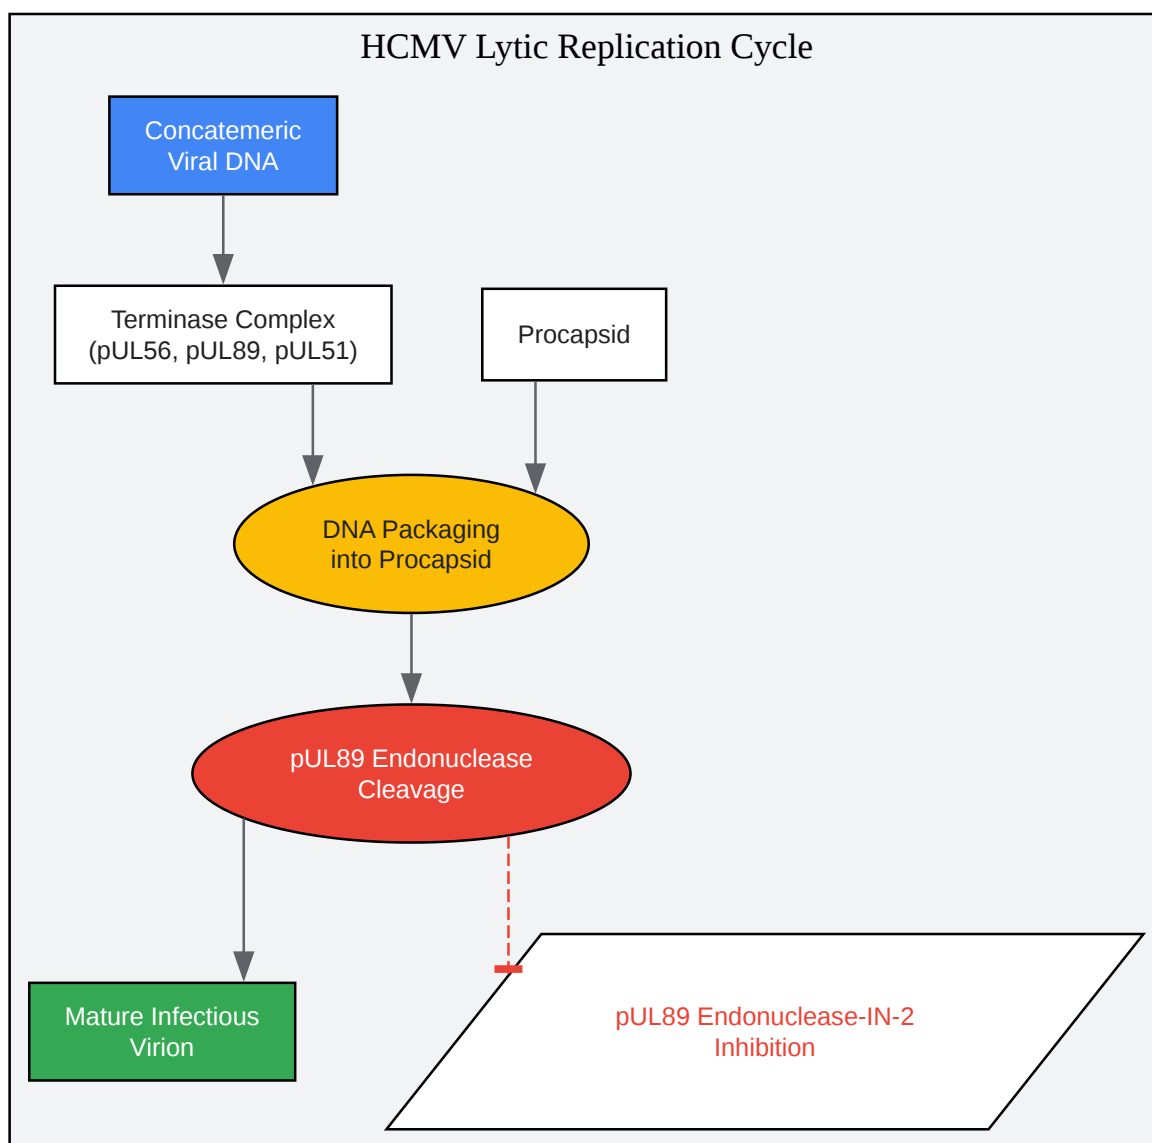 HCMV Lytic Replication Cycle
Concatemeric
Viral DNA
Terminase Complex
(pUL56, pUL89, pUL51)
Procapsid
DNA Packaging
into Procapsid
pUL89 Endonuclease
Cleavage
Mature Infectious
Virion
pUL89 Endonuclease-IN-2
Inhibition